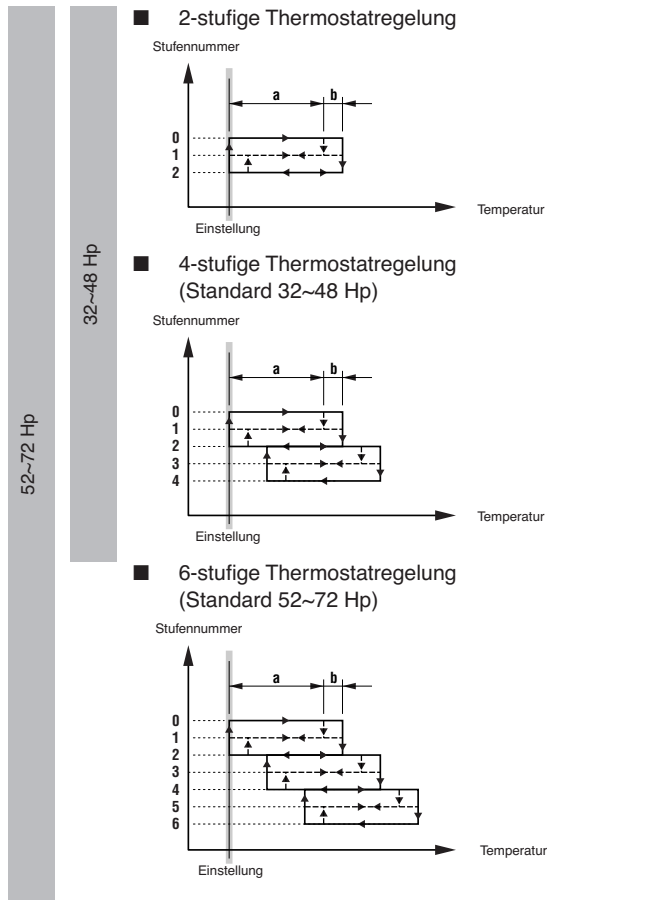 ■ 2-stufige Thermostatregelung
Stufennummer
a b
0
1
2
Temperatur
Einstellung
32~48 Hp
■ 4-stufige Thermostatregelung
(Standard 32~48 Hp)
Stufennummer
a b
0
1
2
3
4
Temperatur
Einstellung
52~72 Hp
■ 6-stufige Thermostatregelung
(Standard 52~72 Hp)
Stufennummer
a b
0
1
2
3
4
5
6
Temperatur
Einstellung